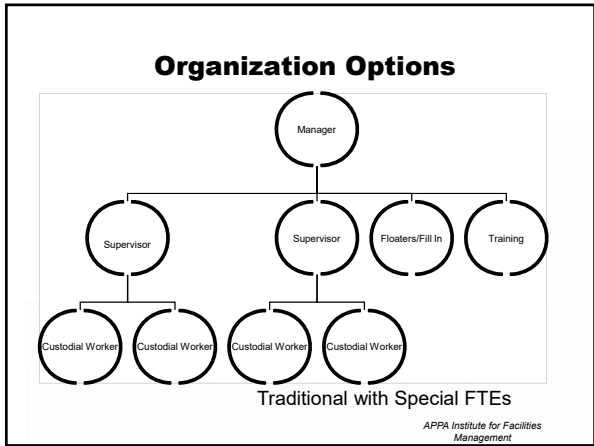 Organization Options
Manager
Supervisor
Supervisor
Floaters/Fill In
Training
Custodial Worker
Custodial Worker
Custodial Worker
Custodial Worker
Traditional with Special FTEs
APPA Institute for Facilities
Management